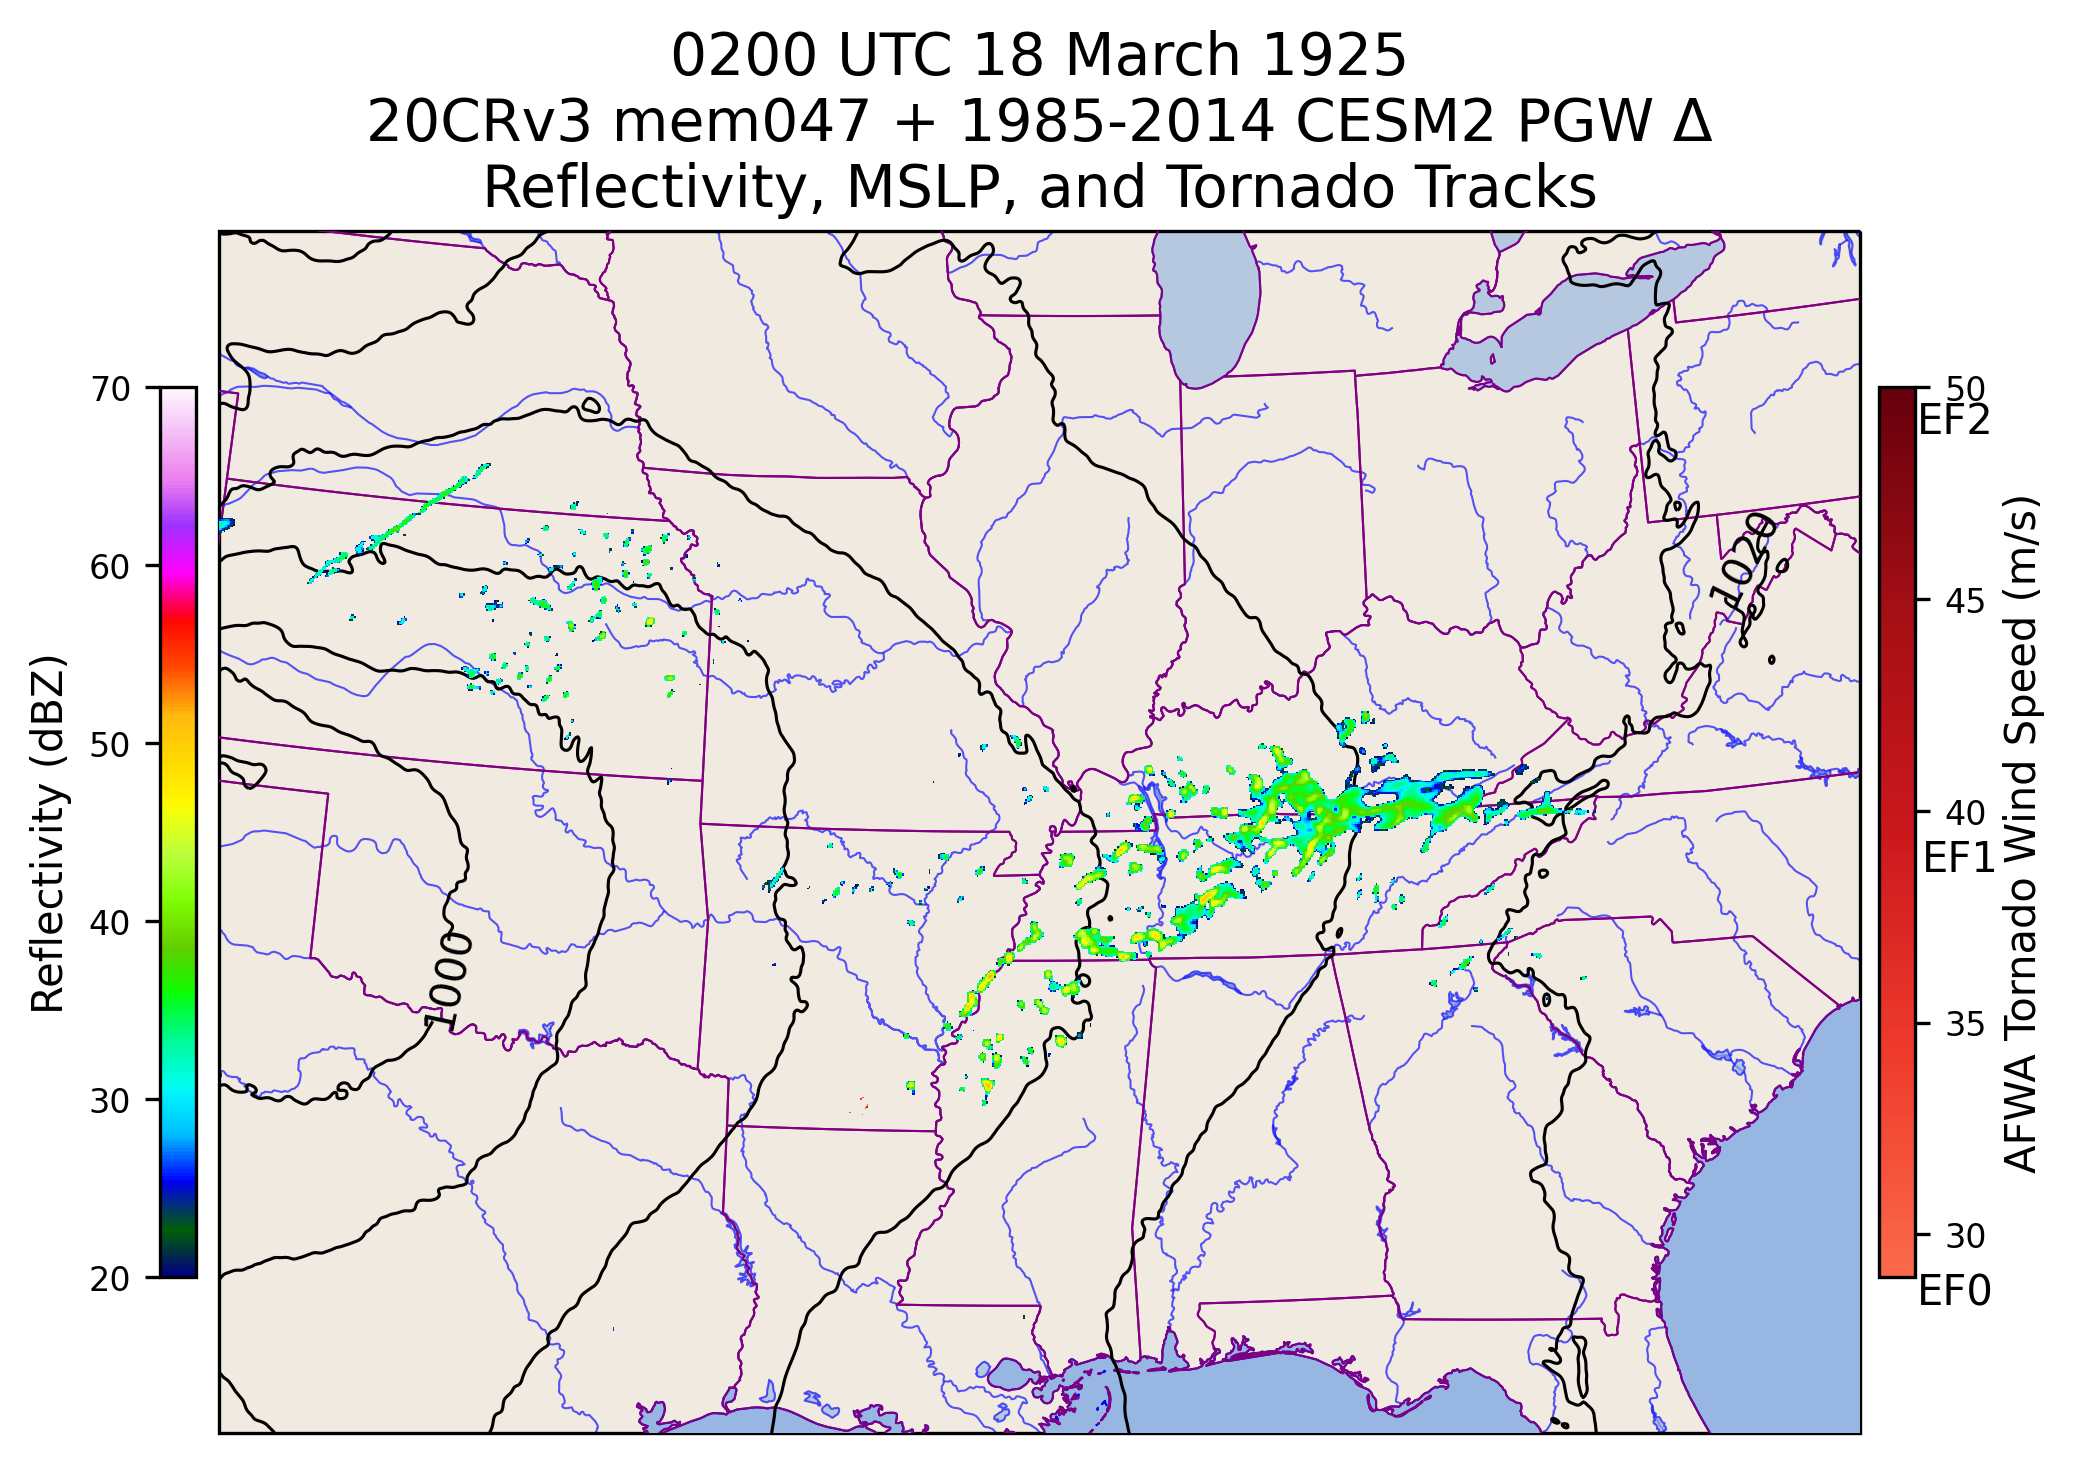 0200 UTC 18 March 1925
20CRv3 mem047 + 1985-2014 CESM2 PGW Δ
Reflectivity, MSLP, and Tornado Tracks
70
60
50
40
30
20
Reflectivity (dBZ)
1000
1020
50
EF2
45
40
EF1
35
30
EF0
AFWA Tornado Wind Speed (m/s)